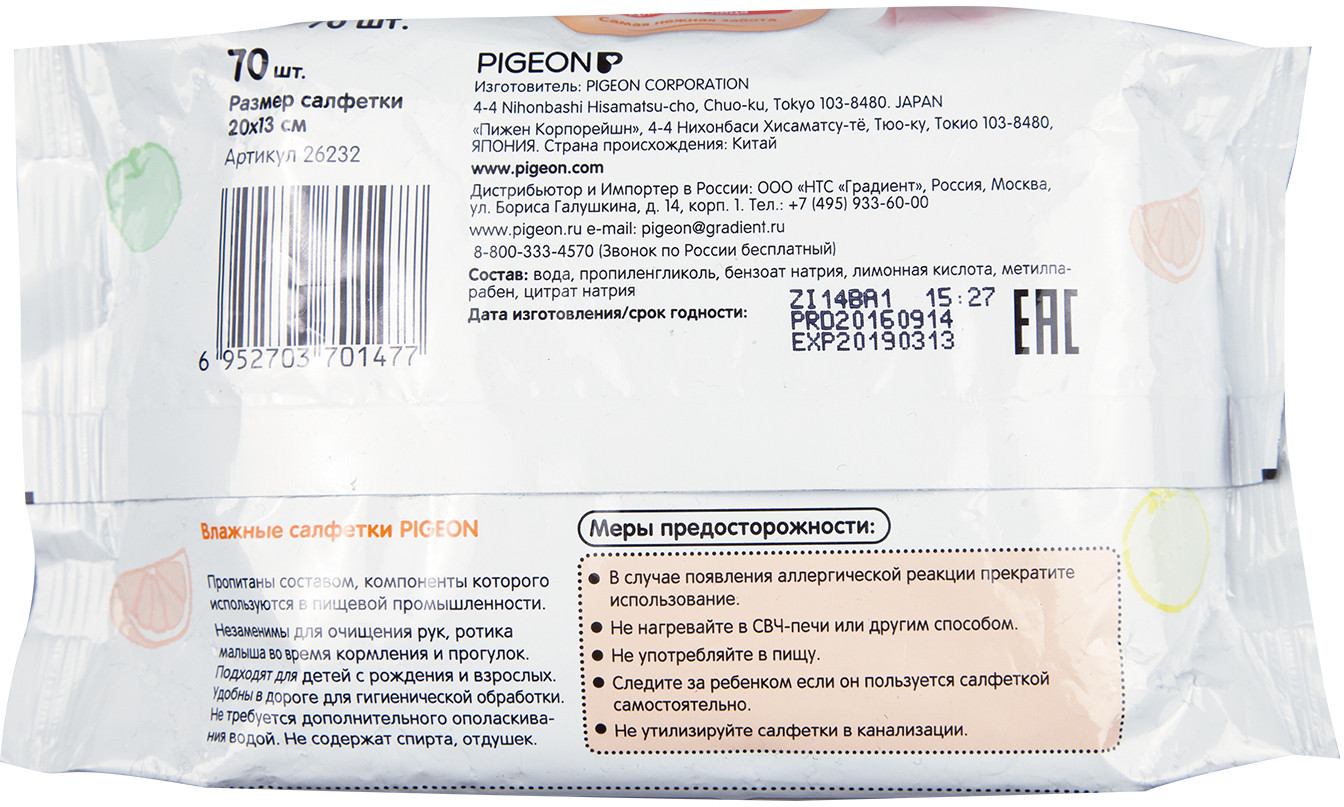 70 шт.
Самая нежная забота
70 шт.
Размер салфетки
20x13 см
Артикул 26232
6 952703 701477
PIGEON
Изготовитель: PIGEON CORPORATION
4-4 Nihonbashi Hisamatsu-cho, Chuo-ku, Tokyo 103-8480. JAPAN
«Пижен Корпорейшн», 4-4 Нихонбаси Хисаматсу-тё, Тюо-ку, Токио 103-8480,
ЯПОНИЯ. Страна происхождения: Китай
www.pigeon.com
Дистрибьютор и Импортер в России: ООО «НТС «Градиент», Россия, Москва,
ул. Бориса Галушкина, д. 14, корп. 1. Тел.: +7 (495) 933-60-00
www.pigeon.ru e-mail: pigeon@gradient.ru
8-800-333-4570 (Звонок по России бесплатный)
Состав: вода, пропиленгликоль, бензоат натрия, лимонная кислота, метилпа-
рабен, цитрат натрия
Дата изготовления/срок годности:
ZI14BA1 15:27
PRD20160914
EXP20190313
EAC
Влажные салфетки PIGEON
Пропитаны составом, компоненты которого
используются в пищевой промышленности.
Незаменимы для очищения рук, ротика
малыша во время кормления и прогулок.
Подходят для детей с рождения и взрослых.
Удобны в дороге для гигиенической обработки.
Не требуется дополнительного ополаскива-
ния водой. Не содержат спирта, отдушек.
Меры предосторожности:
• В случае появления аллергической реакции прекратите
использование.
• Не нагревайте в СВЧ-печи или другим способом.
• Не употребляйте в пищу.
• Следите за ребенком если он пользуется салфеткой
самостоятельно.
• Не утилизируйте салфетки в канализации.